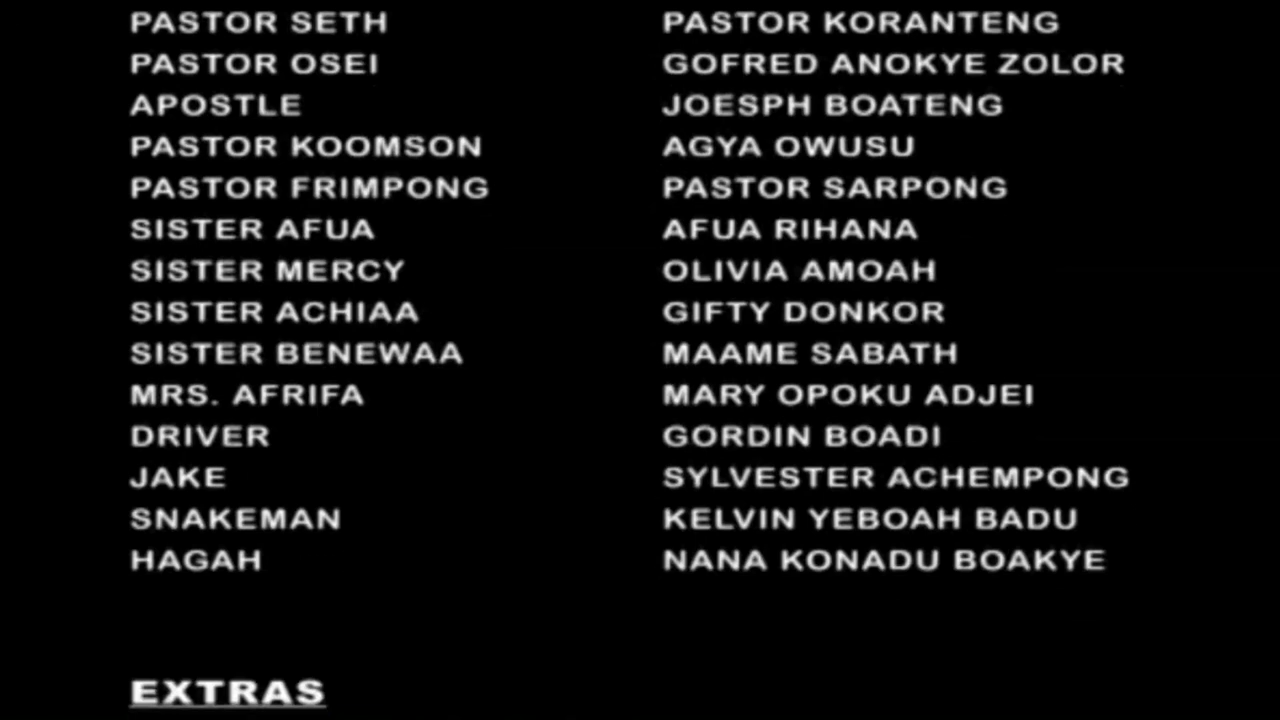 PASTOR SETH PASTOR KORANTENG
PASTOR OSEI GOFRED ANOKYE ZOLOR
APOSTLE JOESPH BOATENG
PASTOR KOOMSON AGYA OWUSU
PASTOR FRIMPONG PASTOR SARPONG
SISTER AFUA AFUA RIHANA
SISTER MERCY OLIVIA AMOAH
SISTER ACHIAA GIFTY DONKOR
SISTER BENEWAA MAAME SABATH
MRS. AFRIFA MARY OPOKU ADJEI
DRIVER GORDIN BOADI
JAKE SYLVESTER ACHEMPONG
SNAKEMAN KELVIN YEBOAH BADU
HAGAH NANA KONADU BOAKYE
EXTRAS